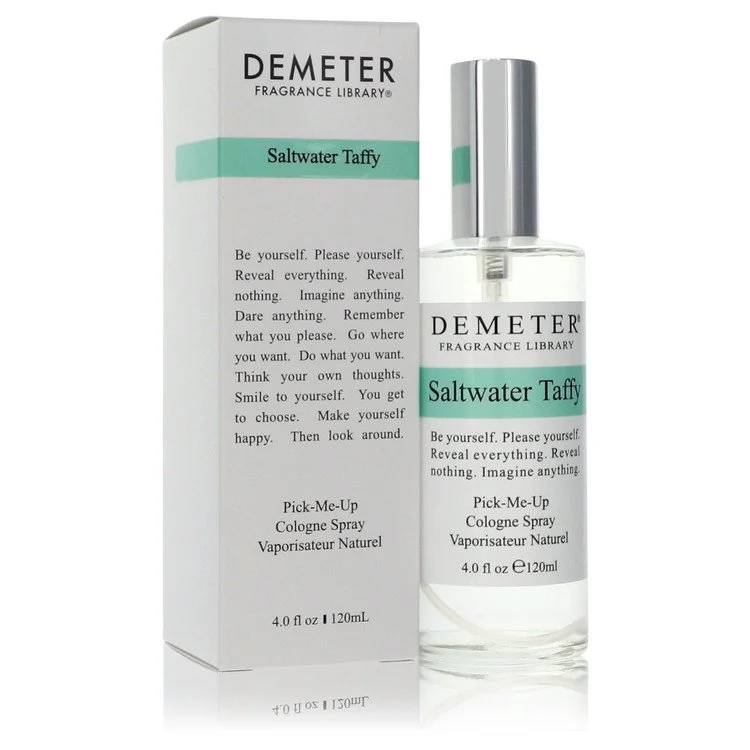 DEMETER
FRAGRANCE LIBRARY®
Saltwater Taffy
Be yourself. Please yourself.
Reveal everything. Reveal
nothing. Imagine anything.
Dare anything. Remember
what you please. Go where
you want. Do what you want.
Think your own thoughts.
Smile to yourself. You get
to choose. Make yourself
happy. Then look around.
Pick-Me-Up
Cologne Spray
Vaporisateur Naturel
4.0 fl oz 120mL
DEMETER®
FRAGRANCE LIBRARY
Saltwater Taffy
Be yourself. Please yourself.
Reveal everything. Reveal
nothing. Imagine anything.
Pick-Me-Up
Cologne Spray
Vaporisateur Naturel
4.0 fl oz ℮120ml